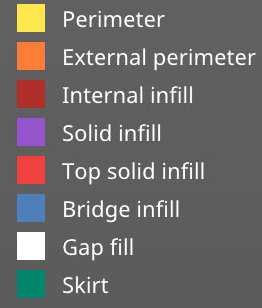 Perimeter
External perimeter
Internal infill
Solid infill
Top solid infill
Bridge infill
Gap fill
Skirt